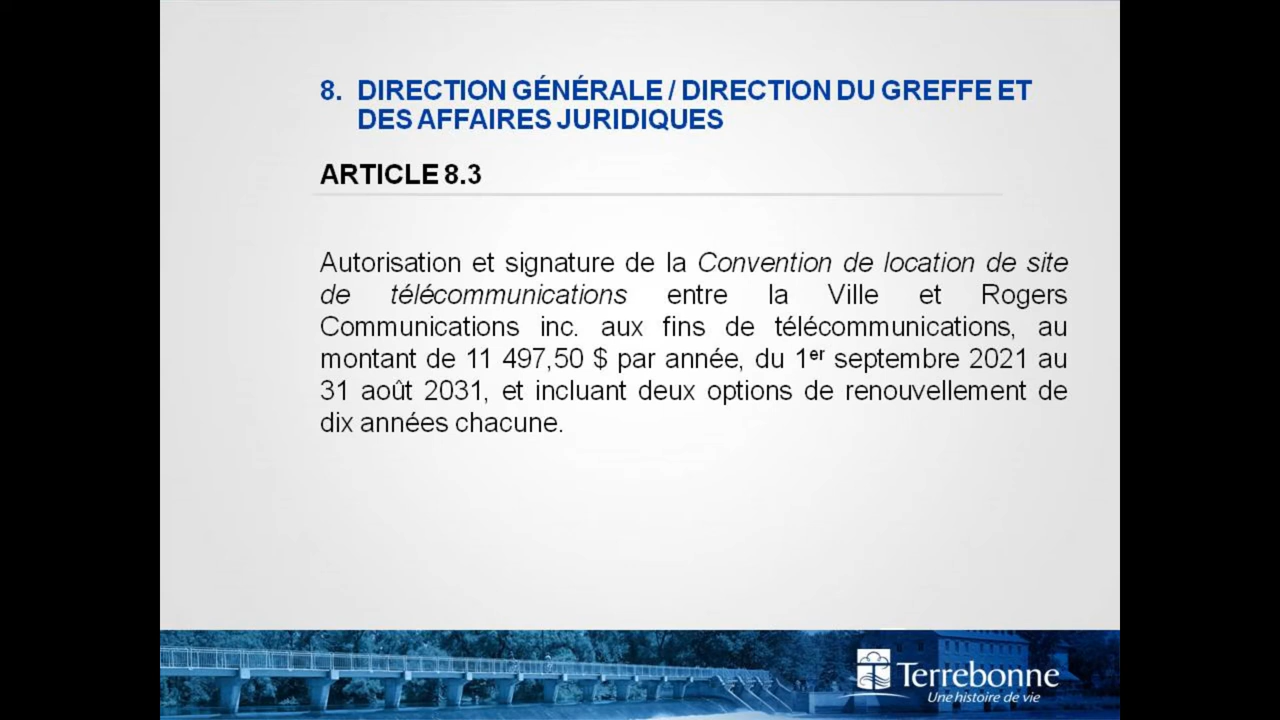 8. DIRECTION GÉNÉRALE / DIRECTION DU GREFFE ET
DES AFFAIRES JURIDIQUES
ARTICLE 8.3
Autorisation et signature de la Convention de location de site
de télécommunications entre la Ville et Rogers
Communications inc. aux fins de télécommunications, au
montant de 11 497,50 $ par année, du 1er septembre 2021 au
31 août 2031, et incluant deux options de renouvellement de
dix années chacune.
Terrebonne
Une histoire de vie